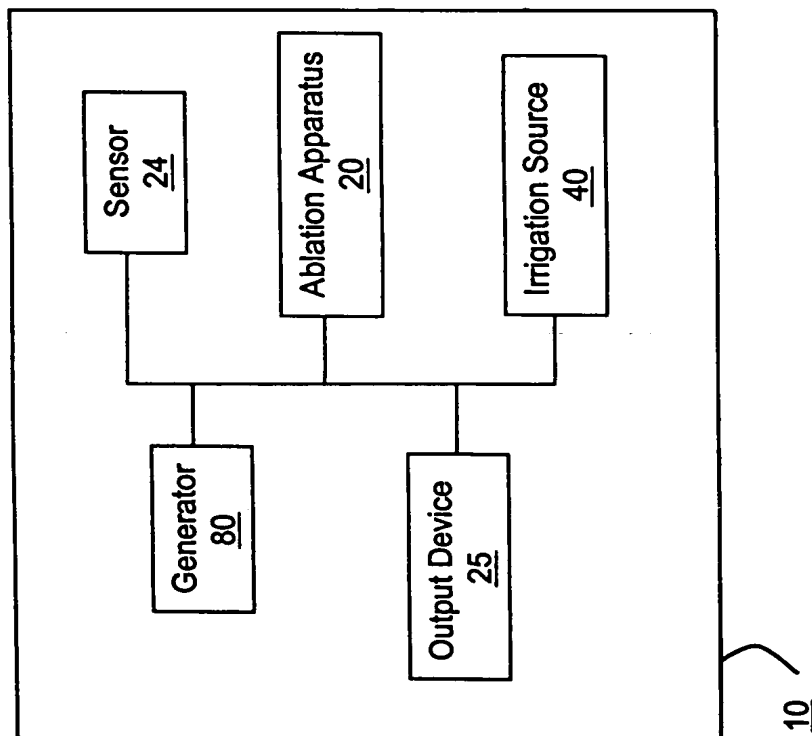 Sensor
24
Ablation Apparatus
20
Irrigation Source
40
Generator
80
Output Device
25
10